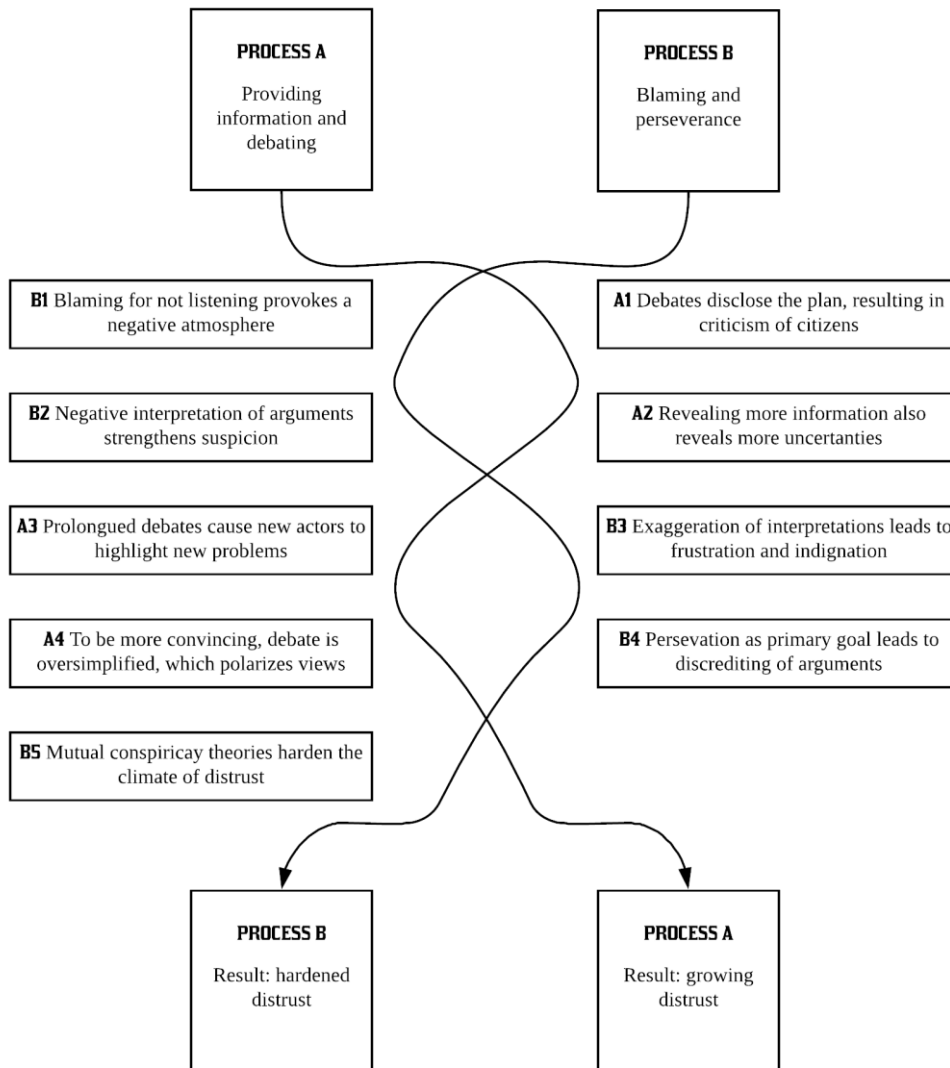 PROCESS A
Providing
information and
debating
PROCESS B
Blaming and
perseverance
B1 Blaming for not listening provokes a
negative atmosphere
A1 Debates disclose the plan, resulting in
criticism of citizens
B2 Negative interpretation of arguments
strengthens suspicion
A2 Revealing more information also
reveals more uncertanties
A3 Prolongued debates cause new actors to
highlight new problems
B3 Exaggeration of interpretations leads to
frustration and indignation
A4 To be more convincing, debate is
oversimplified, which polarizes views
B4 Persevation as primary goal leads to
discrediting of arguments
B5 Mutual conspiricay theories harden the
climate of distrust
PROCESS B
Result: hardened
distrust
PROCESS A
Result: growing
distrust